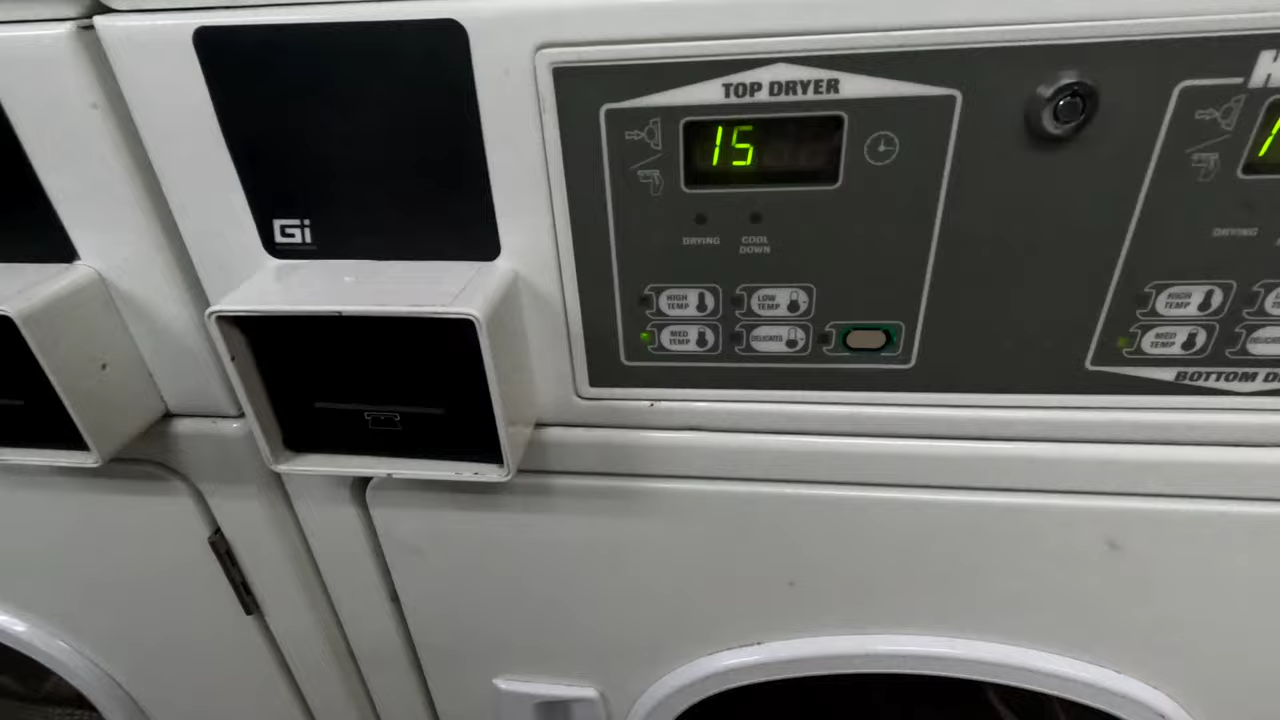 Gi
TOP DRYER
15
DRYING
COOL
DOWN
HIGH
TEMP
LOW
TEMP
MED
TEMP
DELICATES
DRYING
HIGH
TEMP
MED
TEMP
BOTTOM